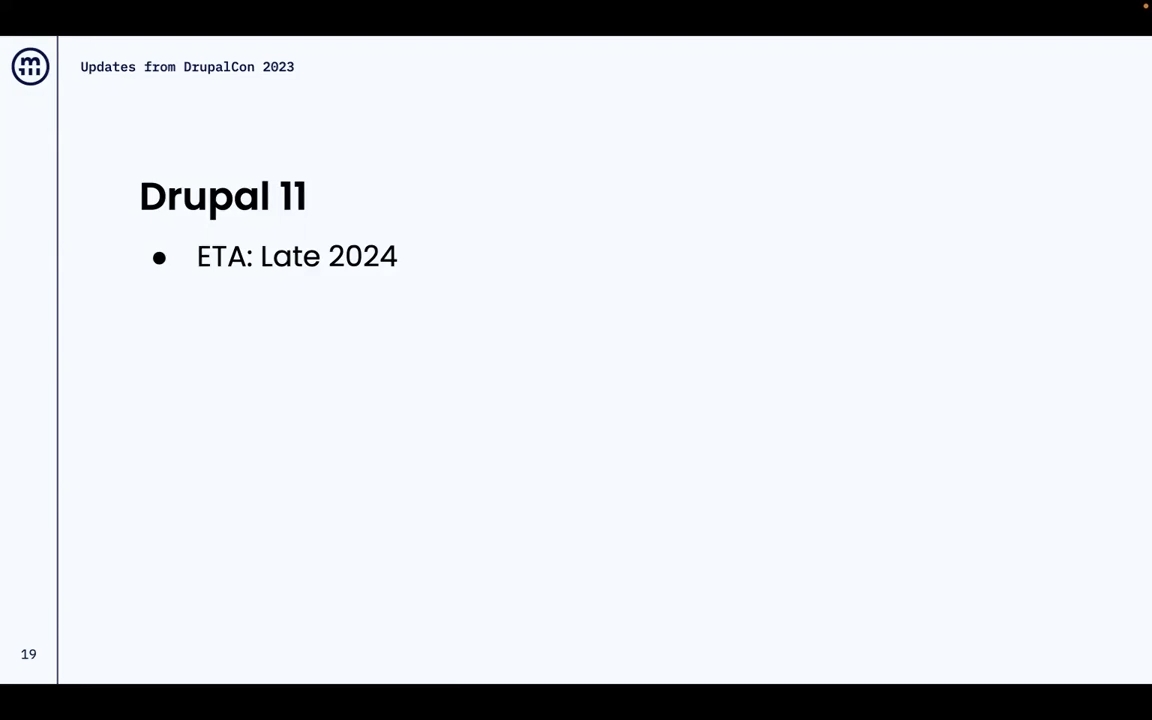 Updates from DrupalCon 2023
Drupal 11
● ETA: Late 2024
19